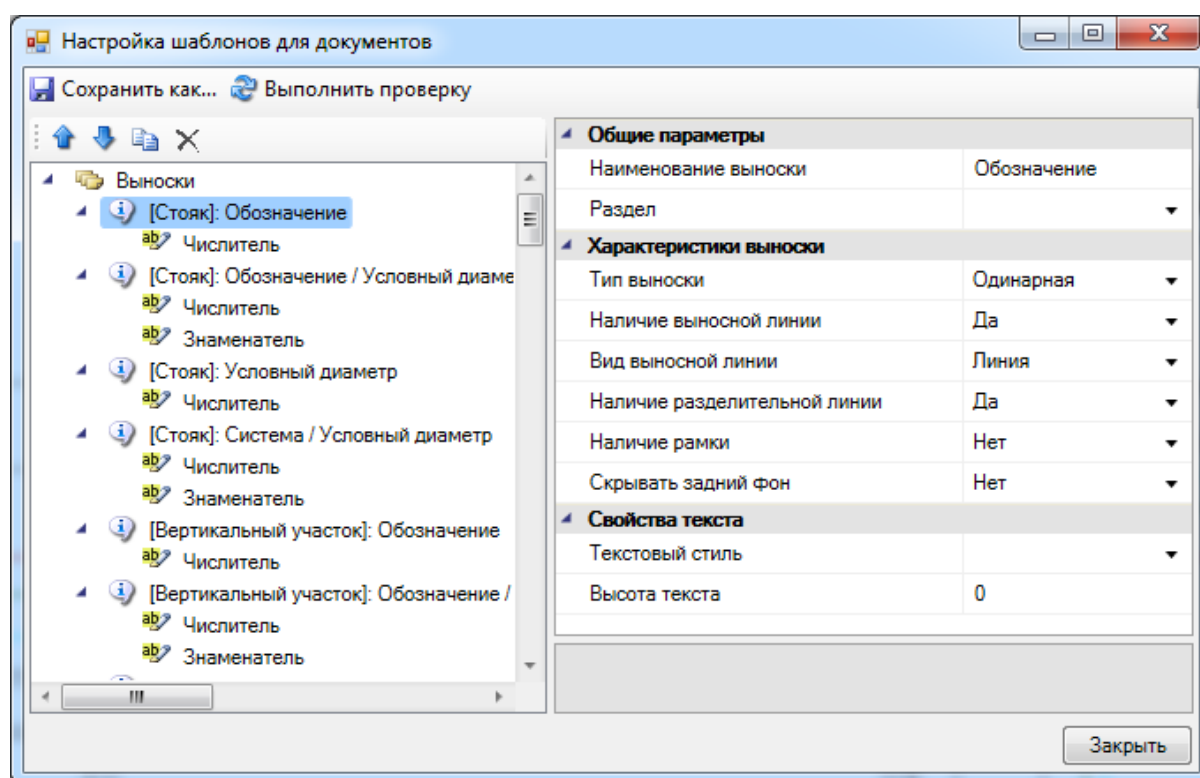 Настройка шаблонов для документов
Сохранить как... Выполнить проверку
Выноски
[Стояк]: Обозначение
Числитель
[Стояк]: Обозначение / Условный диаме
Числитель
Знаменатель
[Стояк]: Условный диаметр
Числитель
[Стояк]: Система / Условный диаметр
Числитель
Знаменатель
[Вертикальный участок]: Обозначение
Числитель
[Вертикальный участок]: Обозначение /
Числитель
Знаменатель
Общие параметры
Наименование выноски Обозначение
Раздел
Характеристики выноски
Тип выноски Одинарная
Наличие выносной линии Да
Вид выносной линии Линия
Наличие разделительной линии Да
Наличие рамки Нет
Скрывать задний фон Нет
Свойства текста
Текстовый стиль
Высота текста 0
Закрыть